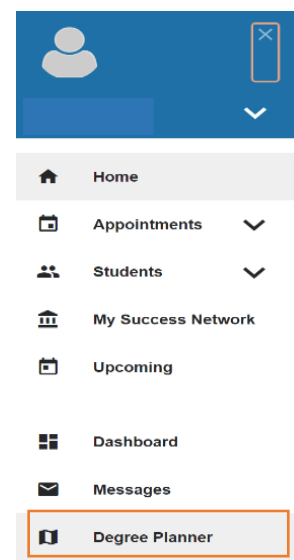 Home
Appointments
Students
My Success Network
Upcoming
Dashboard
Messages
Degree Planner